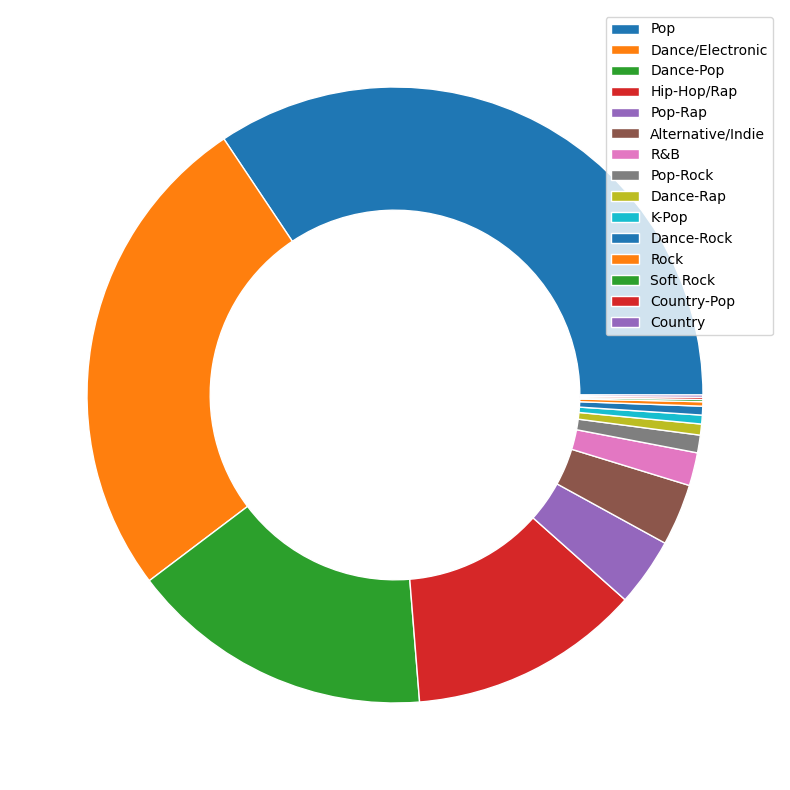 Pop
Dance/Electronic
Dance-Pop
Hip-Hop/Rap
Pop-Rap
Alternative/Indie
R&B
Pop-Rock
Dance-Rap
K-Pop
Dance-Rock
Rock
Soft Rock
Country-Pop
Country